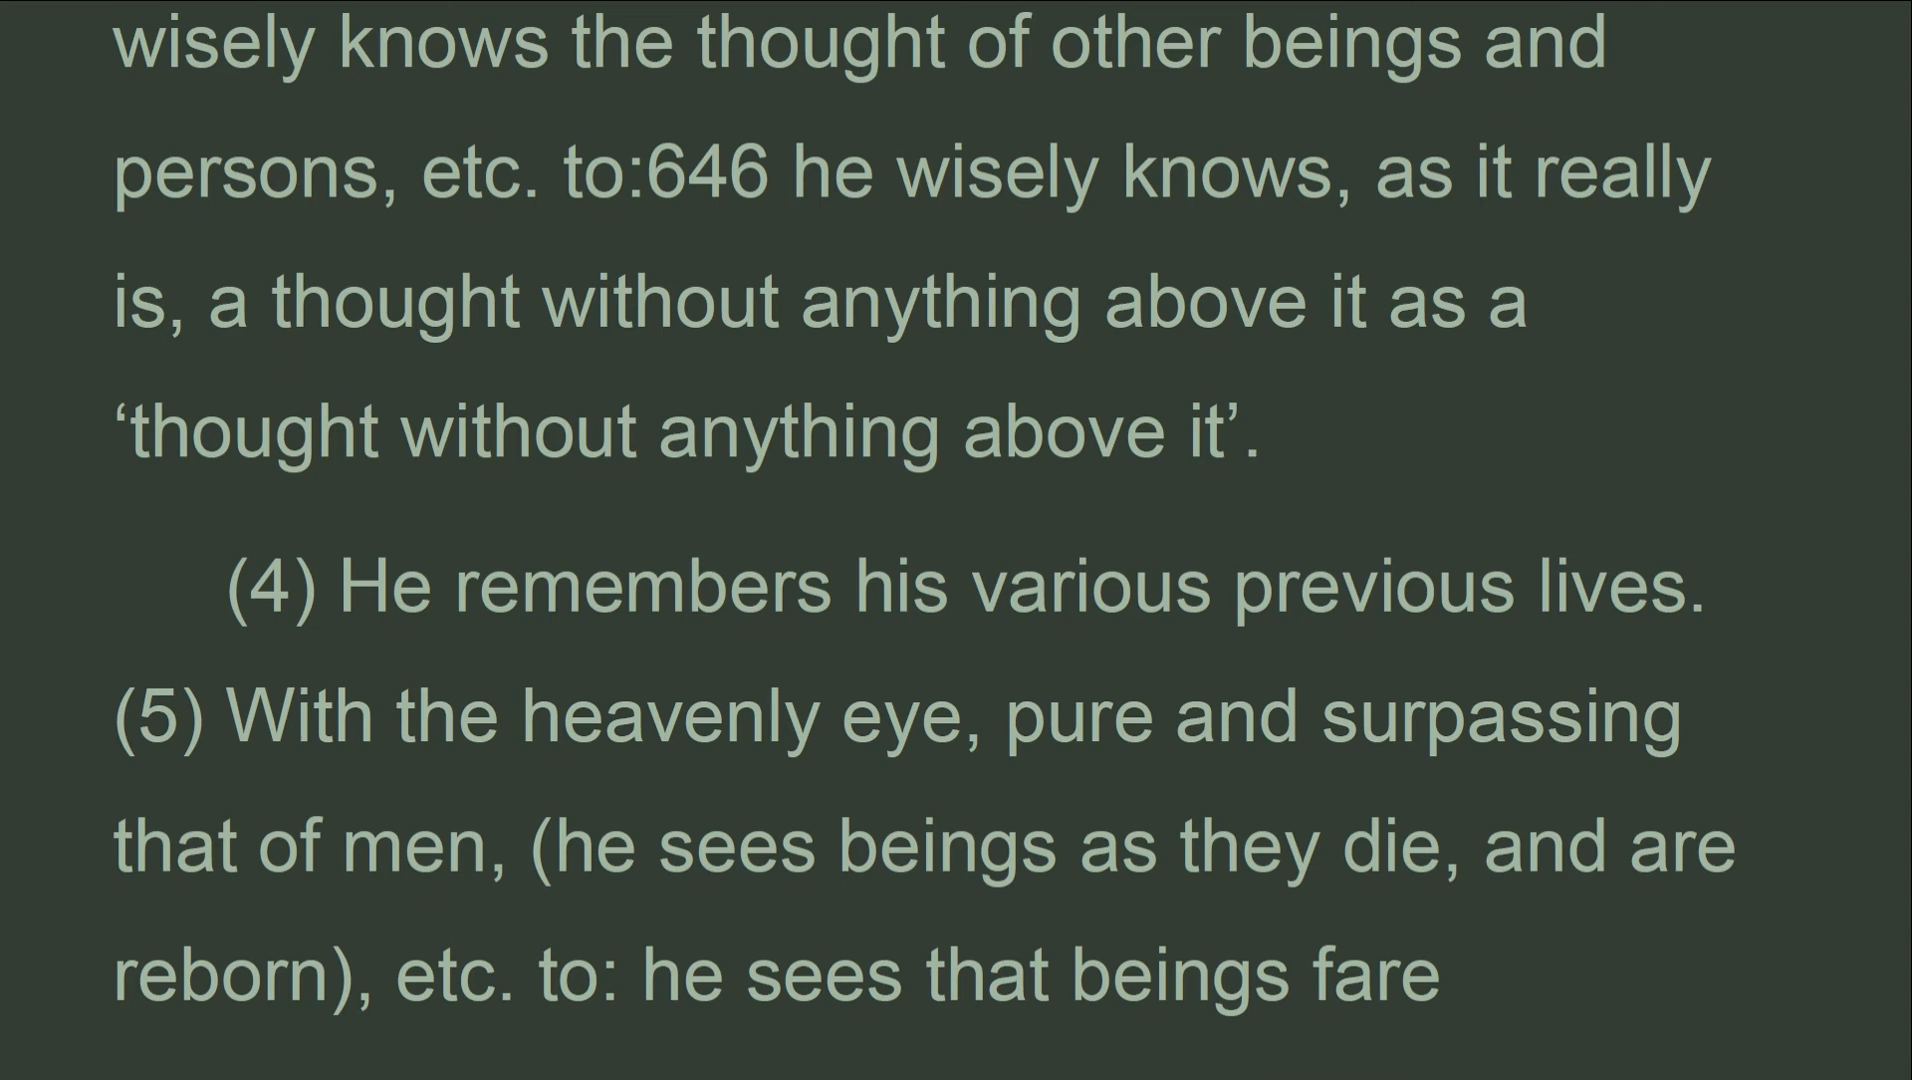 wisely knows the thought of other beings and
persons, etc. to:646 he wisely knows, as it really
is, a thought without anything above it as a
‘thought without anything above it’.
(4) He remembers his various previous lives.
(5) With the heavenly eye, pure and surpassing
that of men, (he sees beings as they die, and are
reborn), etc. to: he sees that beings fare